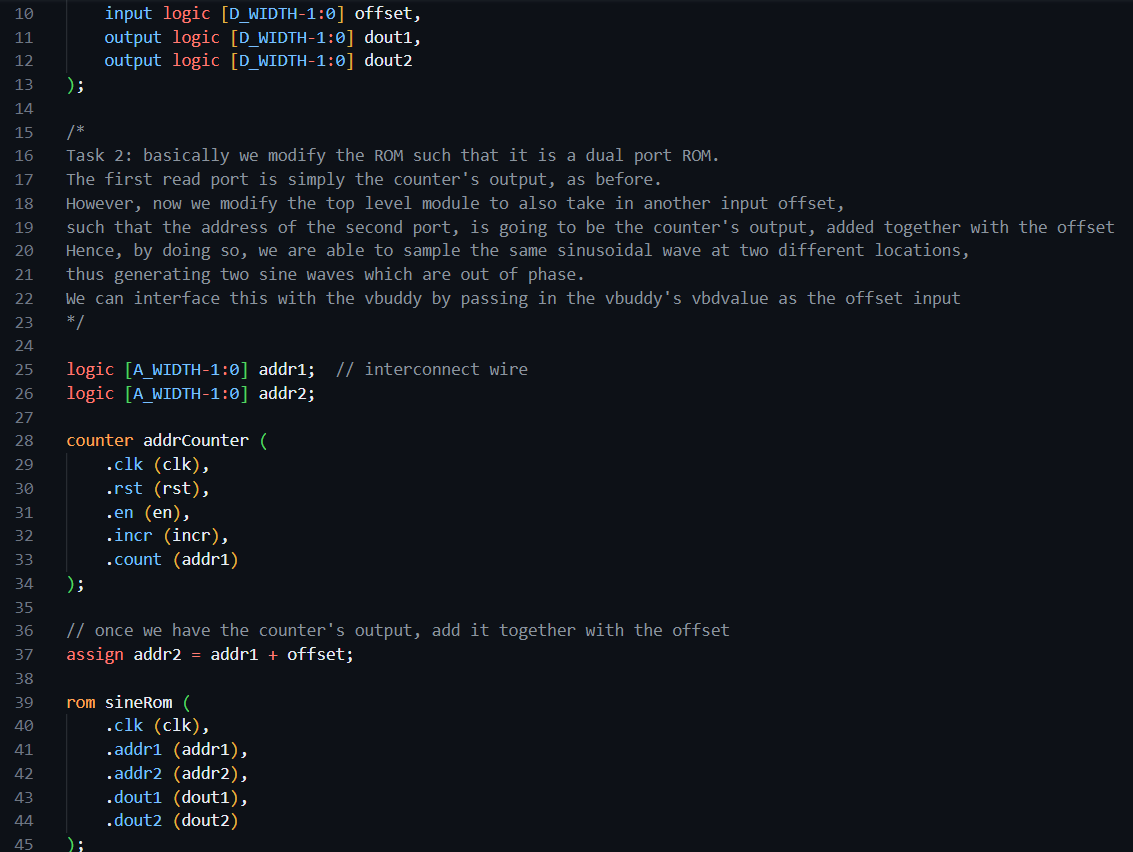 10 input logic [D_WIDTH-1:0] offset,
11 output logic [D_WIDTH-1:0] dout1,
12 output logic [D_WIDTH-1:0] dout2
13 );
14
15 /*
16 Task 2: basically we modify the ROM such that it is a dual port ROM.
17 The first read port is simply the counter's output, as before.
18 However, now we modify the top level module to also take in another input offset,
19 such that the address of the second port, is going to be the counter's output, added together with the offset
20 Hence, by doing so, we are able to sample the same sinusoidal wave at two different locations,
21 thus generating two sine waves which are out of phase.
22 We can interface this with the vbuddy by passing in the vbuddy's vbdvalue as the offset input
23 */
24
25 logic [A_WIDTH-1:0] addr1;  // interconnect wire
26 logic [A_WIDTH-1:0] addr2;
27
28 counter addrCounter (
29 .clk (clk),
30 .rst (rst),
31 .en (en),
32 .incr (incr),
33 .count (addr1)
34 );
35
36 // once we have the counter's output, add it together with the offset
37 assign addr2 = addr1 + offset;
38
39 rom sineRom (
40 .clk (clk),
41 .addr1 (addr1),
42 .addr2 (addr2),
43 .dout1 (dout1),
44 .dout2 (dout2)
45 );